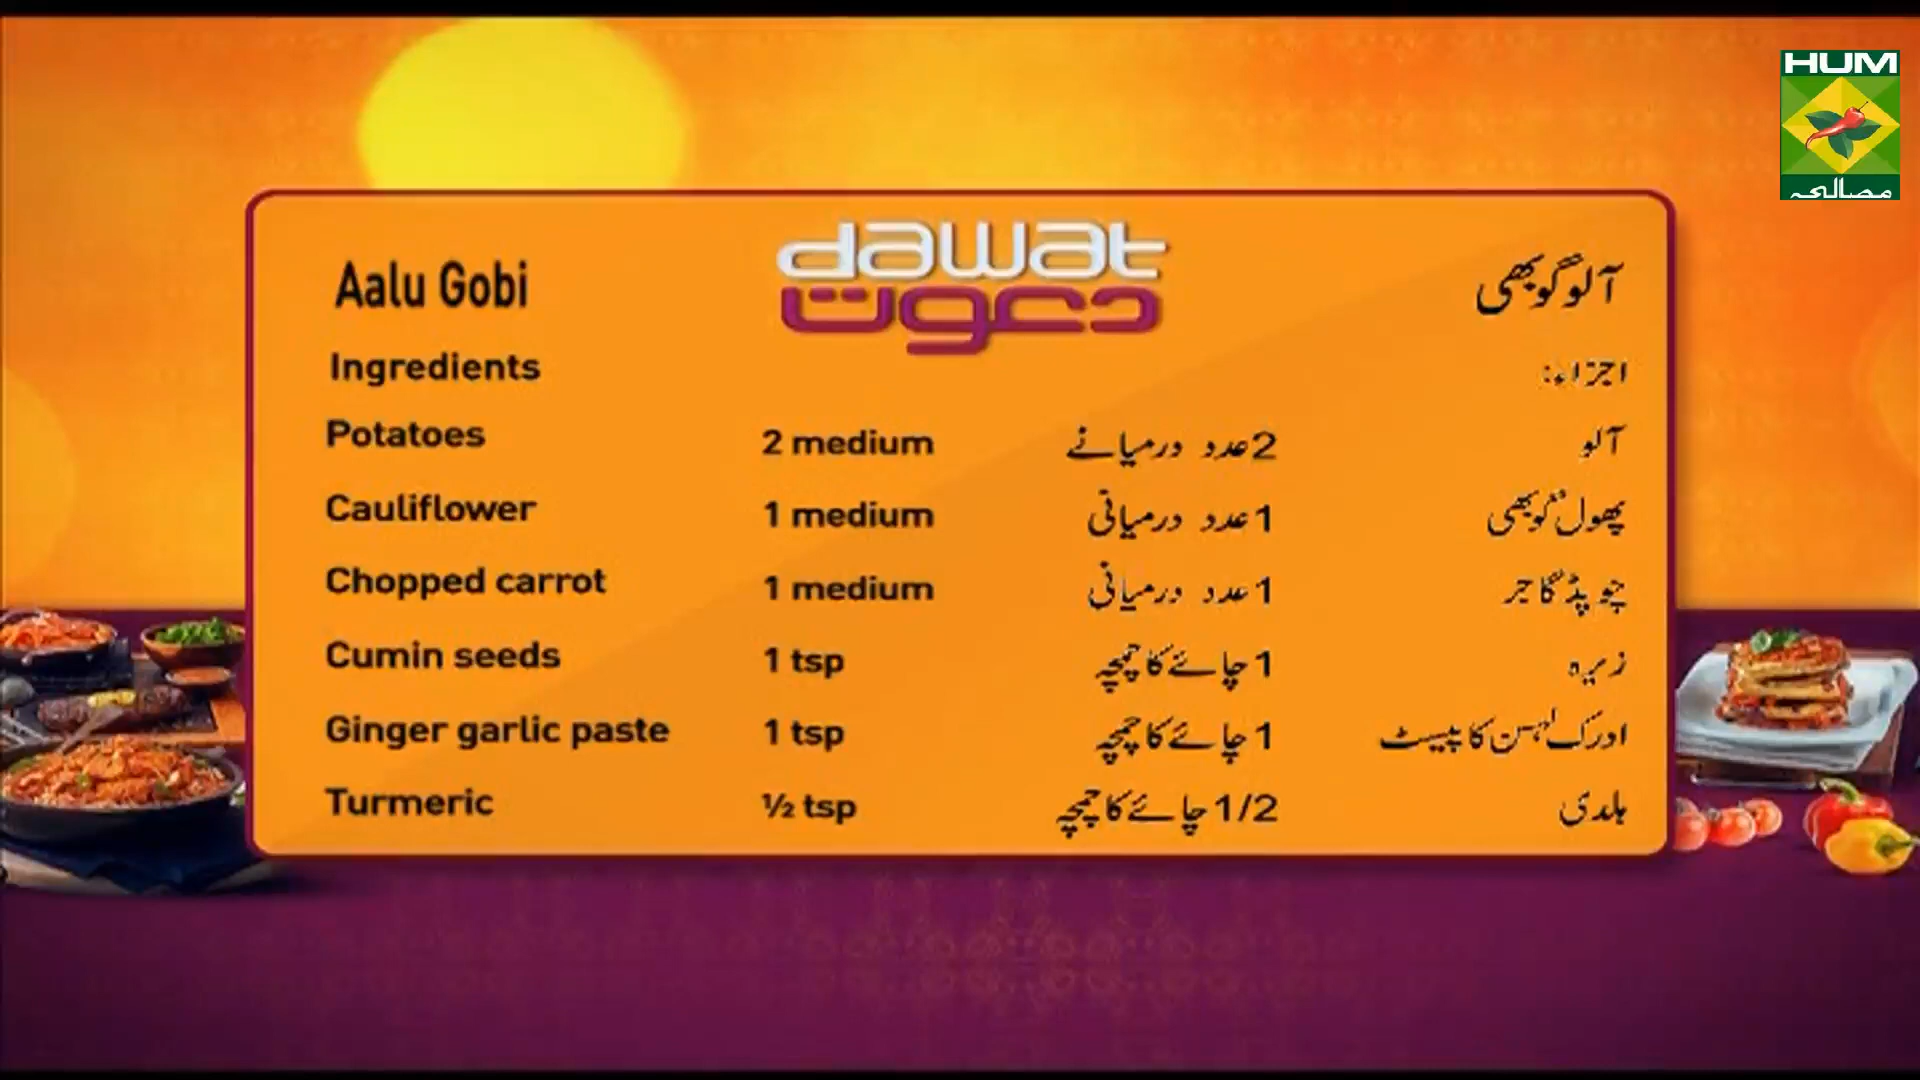 HUM
مصالحہ
dawat
دعوت
Aalu Gobi آلو گوبھی
Ingredients اجزاء:
Potatoes 2 medium 2 عدد درمیانے آلو
Cauliflower 1 medium 1 عدد درمیانی پھول گوبھی
Chopped carrot 1 medium 1 عدد درمیانی چوپڈ گاجر
Cumin seeds 1 tsp 1 چائے کا چمچہ زیرہ
Ginger garlic paste 1 tsp 1 چائے کا چمچہ ادرک لہسن کا پیسٹ
Turmeric ½ tsp 1/2 چائے کا چمچہ ہلدی